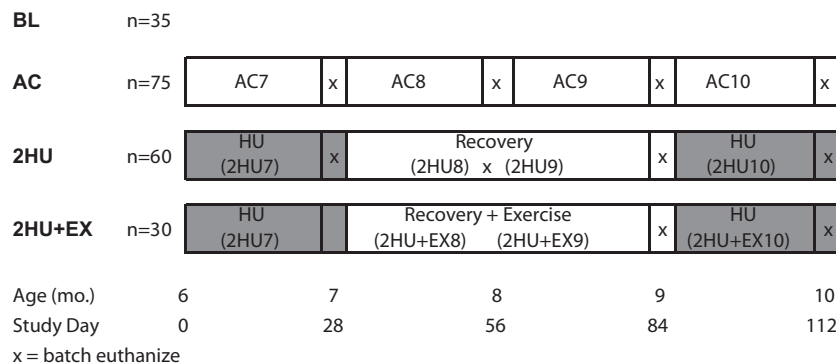 BL n=35
AC n=75 AC7 x AC8 x AC9 x AC10 x
2HU n=60 HU (2HU7) x Recovery (2HU8) x (2HU9) x HU (2HU10) x
2HU+EX n=30 HU (2HU7) Recovery + Exercise (2HU+EX8) (2HU+EX9) x HU (2HU+EX10) x
Age (mo.) 6 7 8 9 10
Study Day 0 28 56 84 112
x = batch euthanize